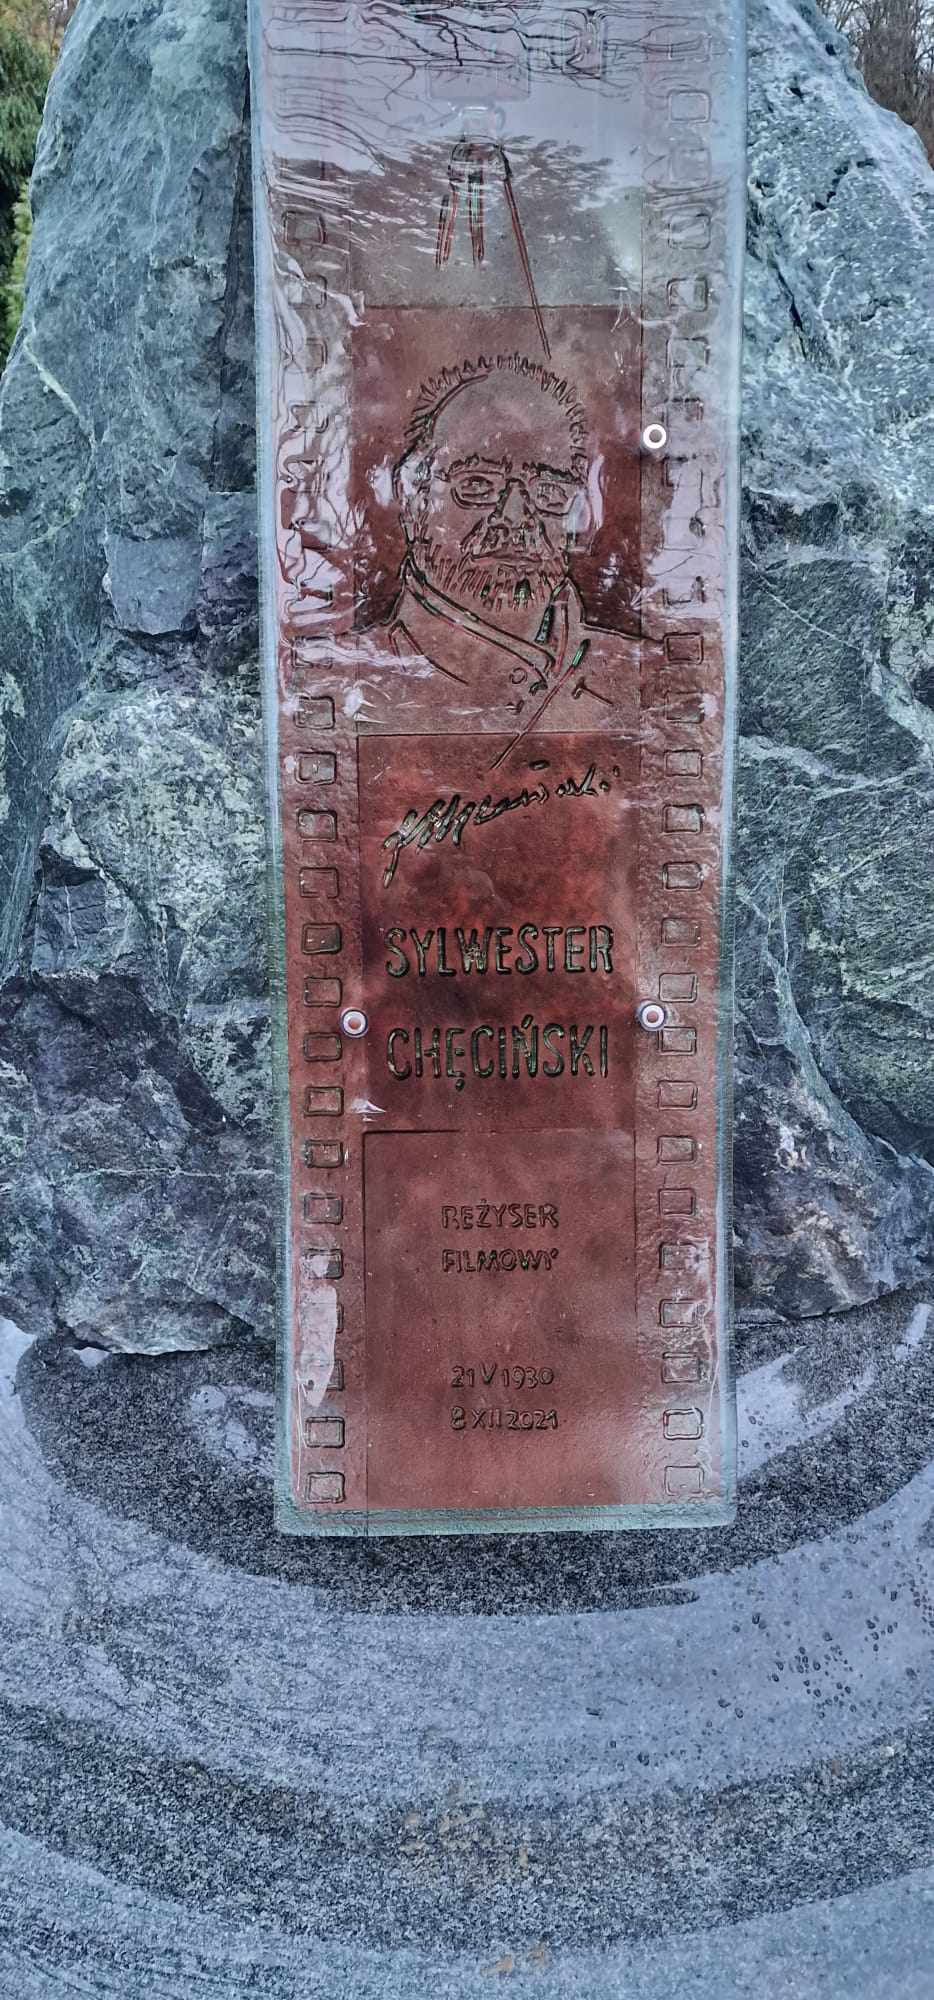 SYLWESTER
CHĘCIŃSKI
REŻYSER
FILMOWY
21 V 1930
8 XII 2021